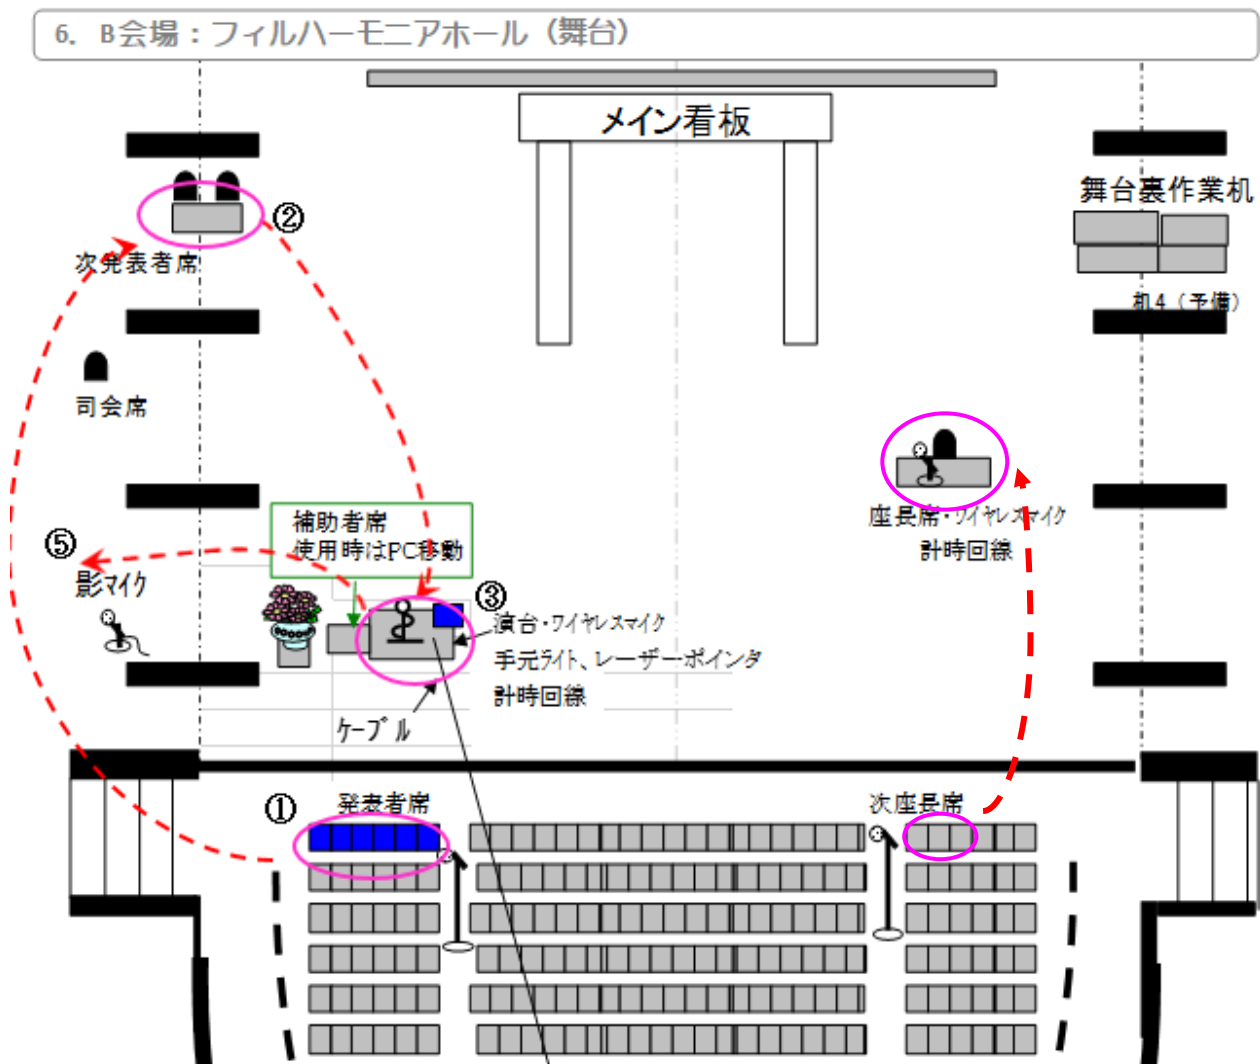 6. B会場：フィルハーモニアホール（舞台）
メイン看板
舞台裏作業机
②
次発表者席
机4（予備）
司会席
座長席・ワイヤレスマイク
計時回線
補助者席
使用時はPC移動
⑤
影マイク
③
演台・ワイヤレスマイク
手元ライト、レーザーポインタ
計時回線
ケーブル
①
発表者席
次座長席